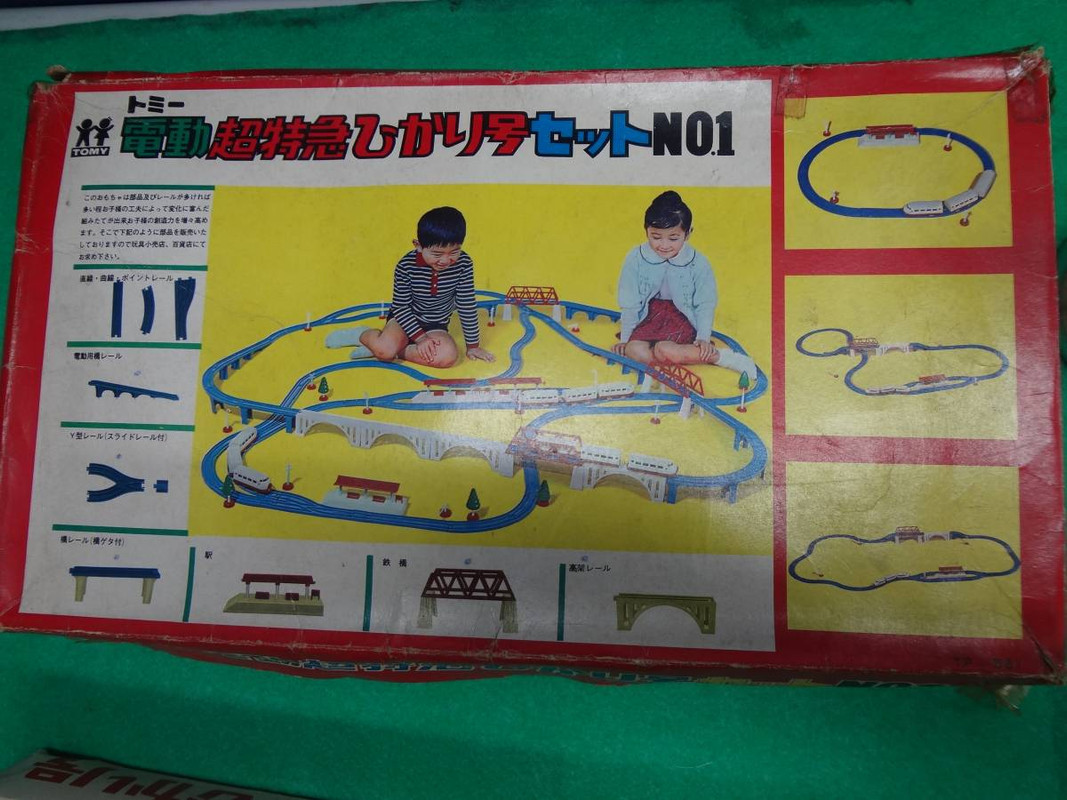 トミー
電動超特急ひかり号セットNO.1
TOMY
このおもちゃは部品及びレールが多ければ
多い程お子様の工夫によって変化に富んだ
組みたてが出来お子様の創造力を増々高め
ます。そこで下記のように部品を販売いた
しておりますので玩具小売店、百貨店にて
お求め下さい。
直線・曲線・ポイントレール
電動用橋レール
Y型レール(スライドレール付)
橋レール(橋ゲタ付)
駅
鉄橋
高架レール
ひかり号